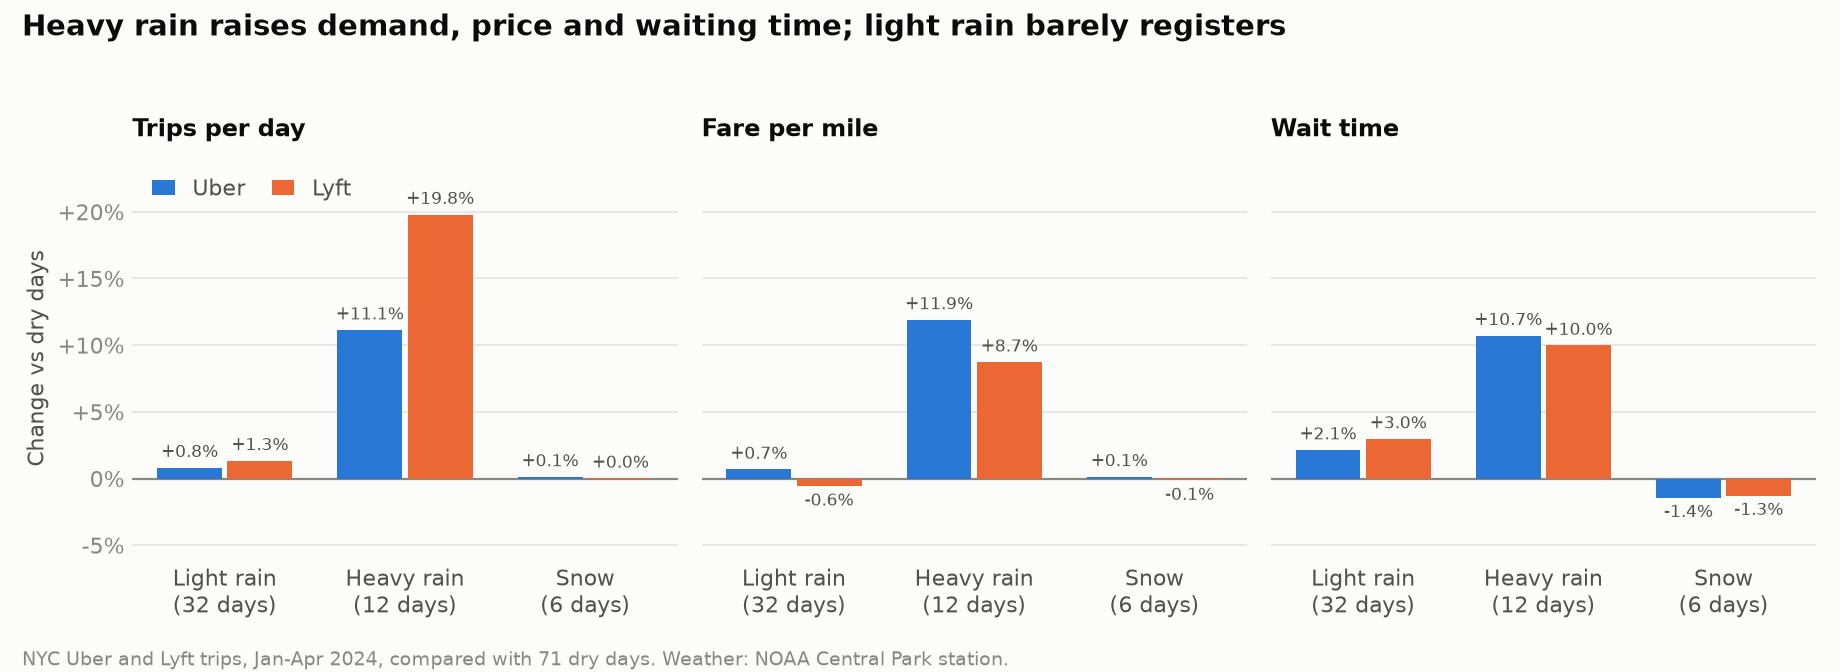 Heavy rain raises demand, price and waiting time; light rain barely registers
Trips per day
Uber
Lyft
Change vs dry days
+20%
+15%
+10%
+5%
0%
-5%
+0.8%
+1.3%
+11.1%
+19.8%
+0.1%
+0.0%
Light rain
(32 days)
Heavy rain
(12 days)
Snow
(6 days)
Fare per mile
+0.7%
-0.6%
+11.9%
+8.7%
+0.1%
-0.1%
Light rain
(32 days)
Heavy rain
(12 days)
Snow
(6 days)
Wait time
+2.1%
+3.0%
+10.7%
+10.0%
-1.4%
-1.3%
Light rain
(32 days)
Heavy rain
(12 days)
Snow
(6 days)
NYC Uber and Lyft trips, Jan-Apr 2024, compared with 71 dry days. Weather: NOAA Central Park station.